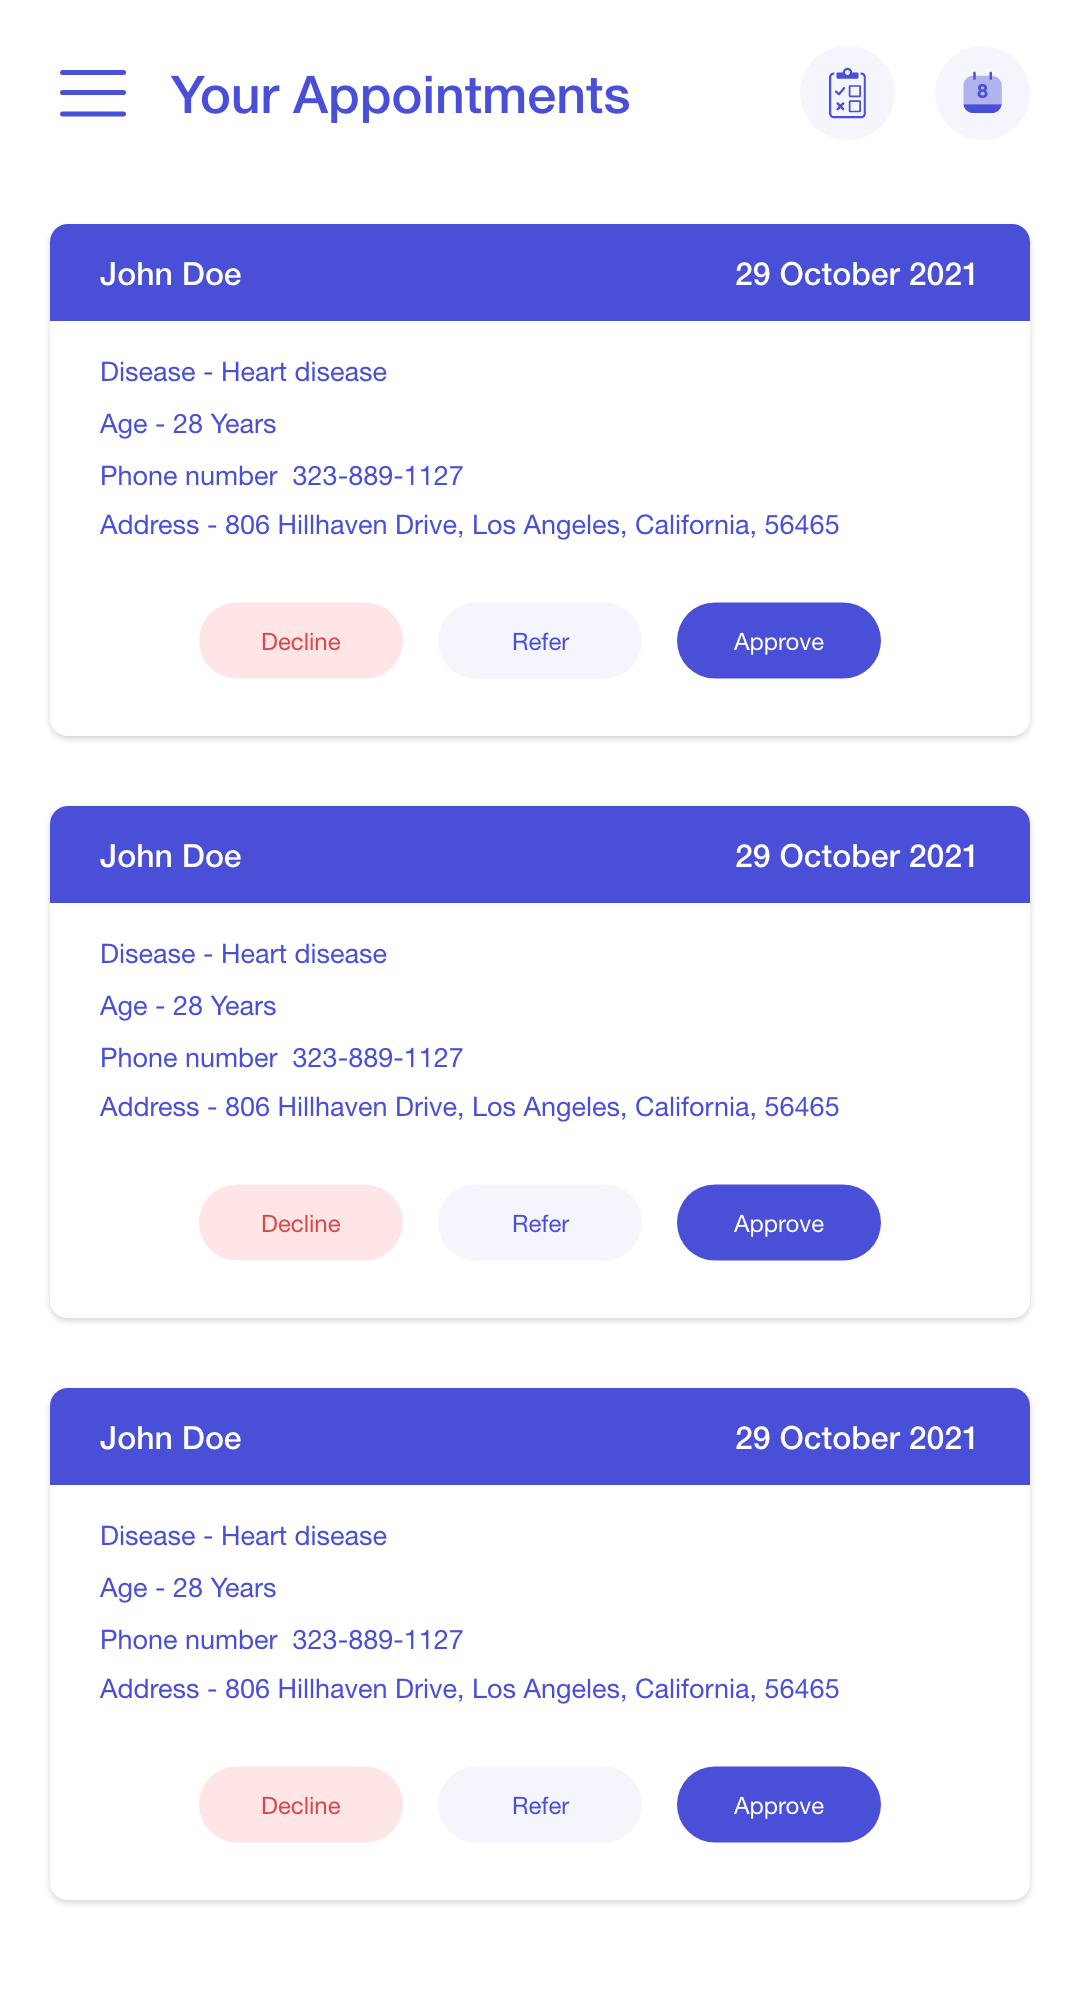 Your Appointments
8
John Doe 29 October 2021
Disease - Heart disease
Age - 28 Years
Phone number  323-889-1127
Address - 806 Hillhaven Drive, Los Angeles, California, 56465
Decline Refer Approve
John Doe 29 October 2021
Disease - Heart disease
Age - 28 Years
Phone number  323-889-1127
Address - 806 Hillhaven Drive, Los Angeles, California, 56465
Decline Refer Approve
John Doe 29 October 2021
Disease - Heart disease
Age - 28 Years
Phone number  323-889-1127
Address - 806 Hillhaven Drive, Los Angeles, California, 56465
Decline Refer Approve